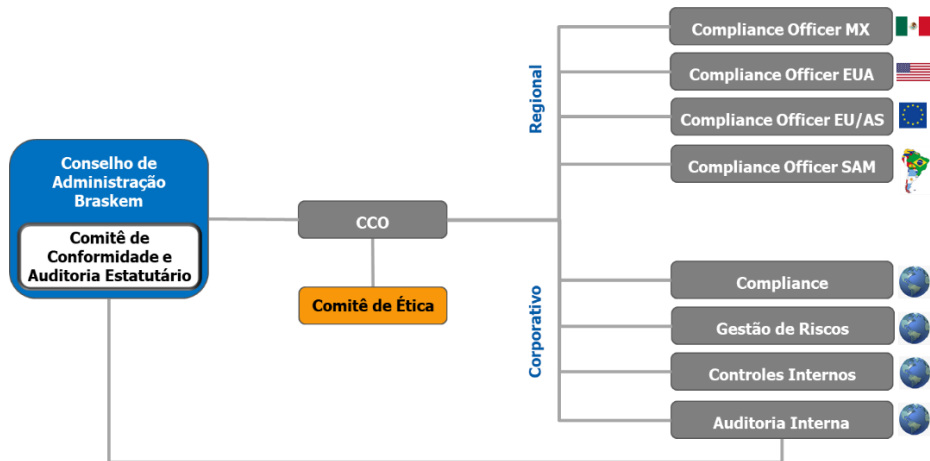 Conselho de
Administração
Braskem
Comitê de
Conformidade e
Auditoria Estatutário
CCO
Comitê de Ética
Regional
Compliance Officer MX
Compliance Officer EUA
Compliance Officer EU/AS
Compliance Officer SAM
Corporativo
Compliance
Gestão de Riscos
Controles Internos
Auditoria Interna